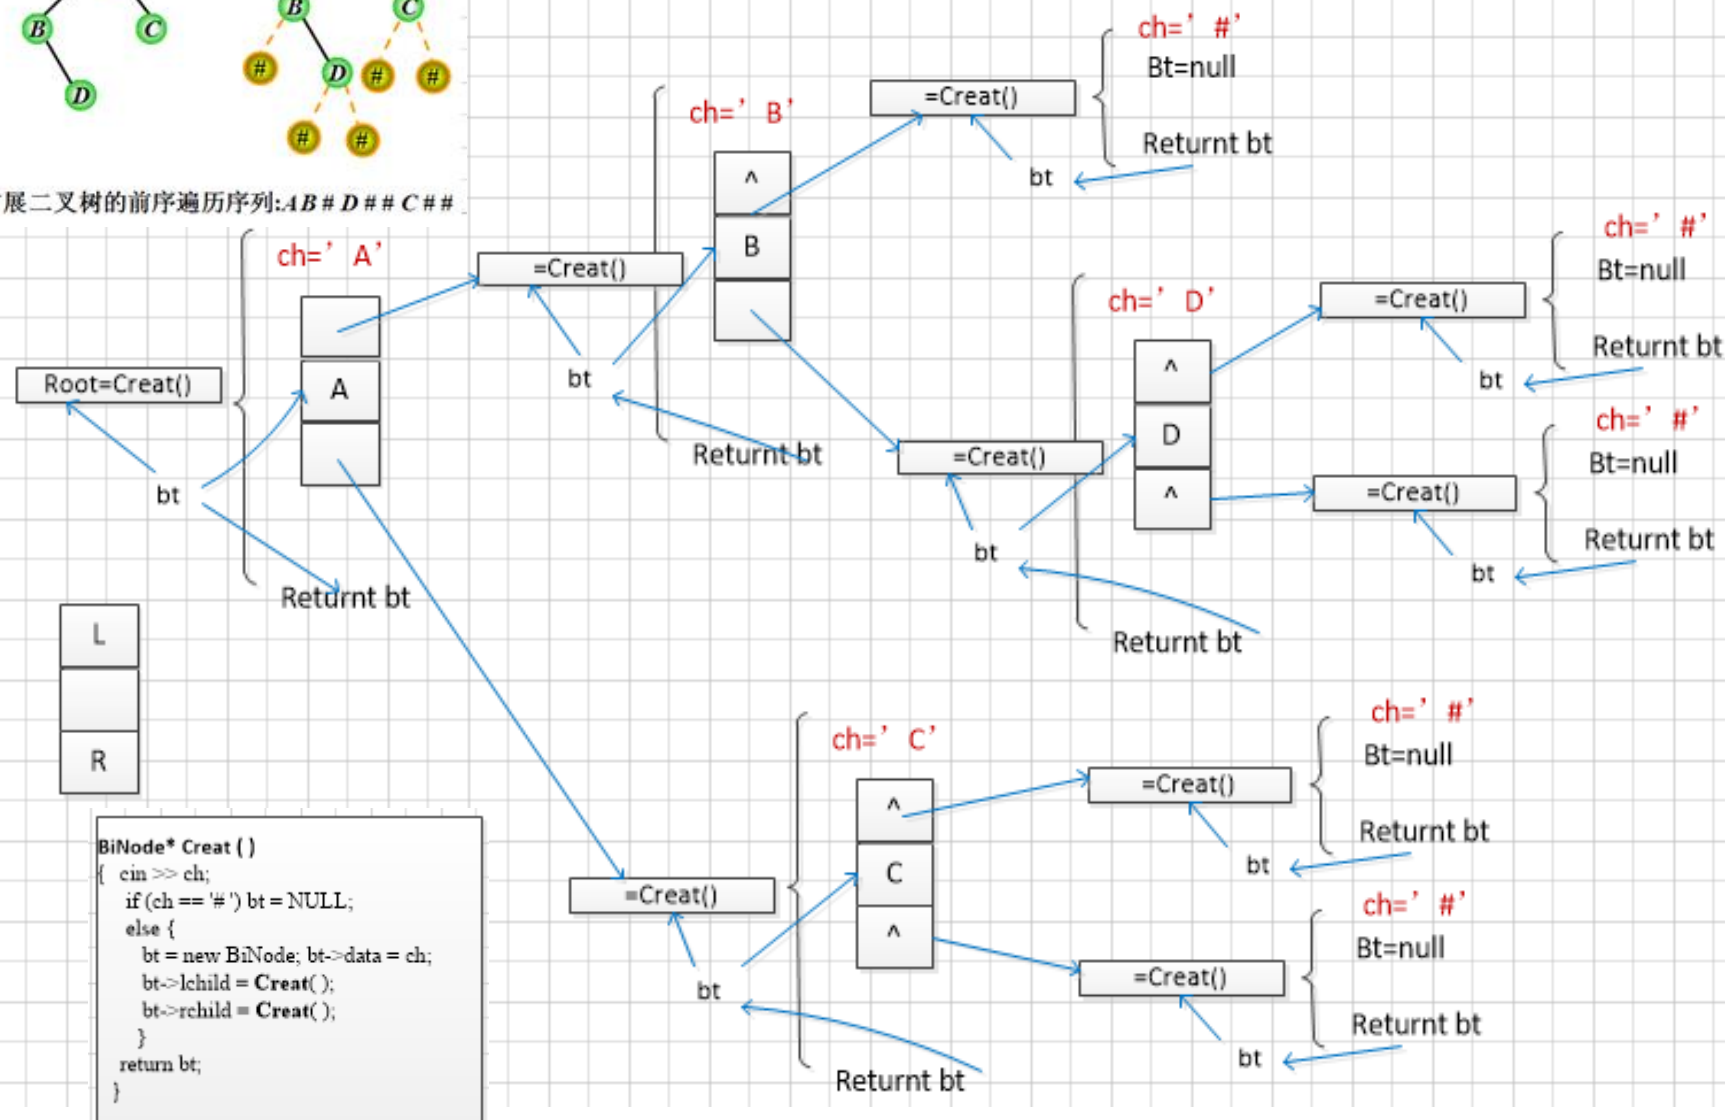 B
C
D
B
C
#
D
#
#
#
#
展二叉树的前序遍历序列:AB#D##C##
ch=’ A’
A
Root=Creat()
bt
Returnt bt
=Creat()
bt
ch=’ B’
^
B
Returnt bt
=Creat()
ch=’ #’
Bt=null
Returnt bt
bt
=Creat()
bt
ch=’ D’
^
D
^
Returnt bt
=Creat()
ch=’ #’
Bt=null
Returnt bt
bt
=Creat()
ch=’ #’
Bt=null
Returnt bt
bt
L
R
=Creat()
bt
ch=’ C’
^
C
^
Returnt bt
=Creat()
ch=’ #’
Bt=null
Returnt bt
bt
=Creat()
ch=’ #’
Bt=null
Returnt bt
bt
BiNode* Creat ( )
{ cin >> ch;
if (ch == '# ') bt = NULL;
else {
bt = new BiNode; bt->data = ch;
bt->lchild = Creat( );
bt->rchild = Creat( );
}
return bt;
}